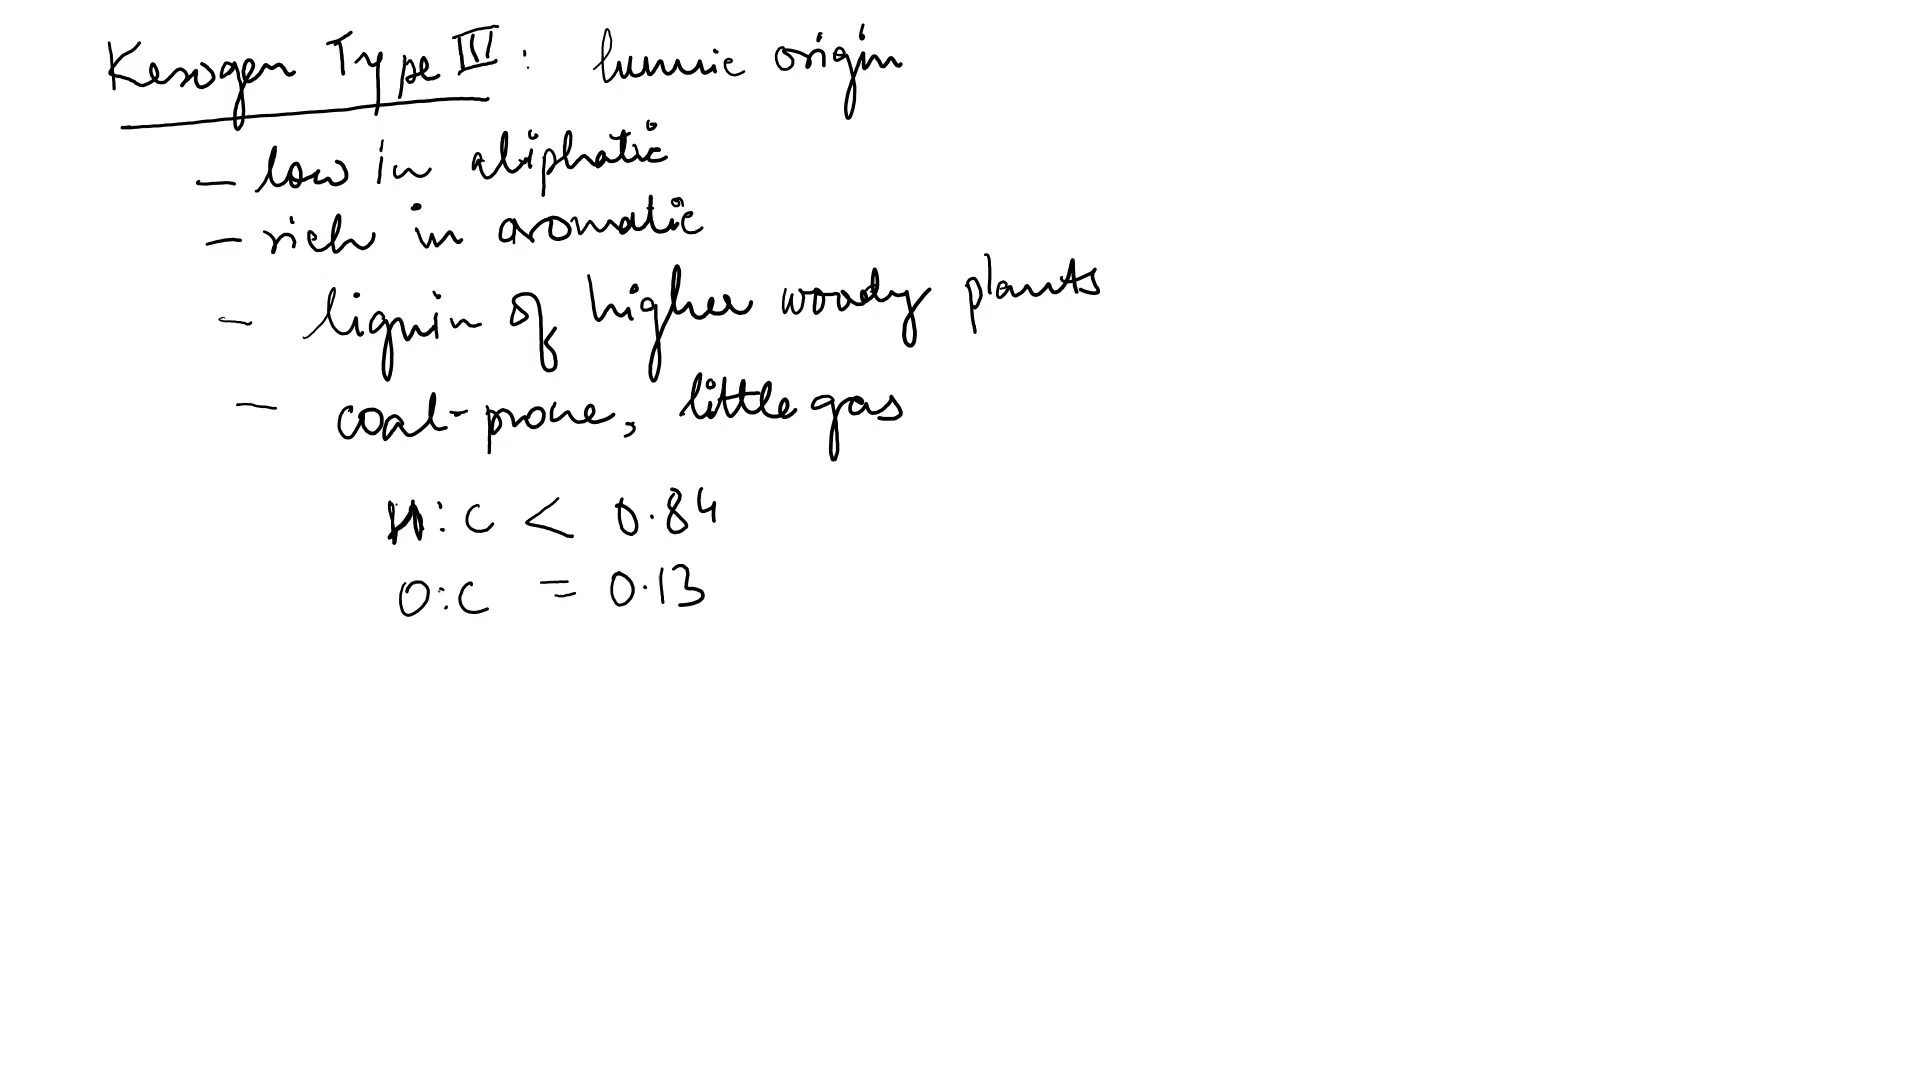 Kerogen Type III : humic origin
- low in aliphatic
- rich in aromatic
- lignin of higher woody plants
- coal-prone, little gas
H:C < 0.84
O:C = 0.13